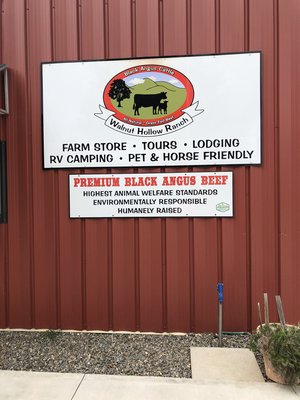 Black Angus Cattle
Walnut Hollow Ranch
FARM STORE • TOURS • LODGING
RV CAMPING • PET & HORSE FRIENDLY
PREMIUM BLACK ANGUS BEEF
HIGHEST ANIMAL WELFARE STANDARDS
ENVIRONMENTALLY RESPONSIBLE
HUMANELY RAISED